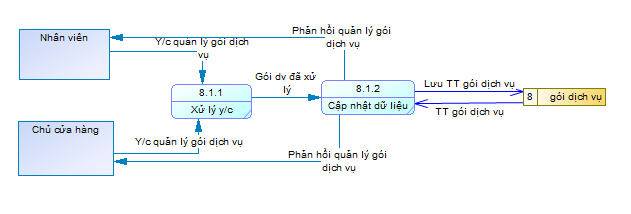 Nhân viên
Y/c quản lý gói dịch
vụ
Phản hồi quản lý gói
dịch vụ
8.1.1
Xử lý y/c
Gói dv đã xử
lý
8.1.2
Cập nhật dữ liệu
Lưu TT gói dịch vụ
TT gói dịch vụ
8
gói dịch vụ
Chủ cửa hàng
Y/c quản lý gói dịch vụ
Phản hồi quản lý gói
dịch vụ